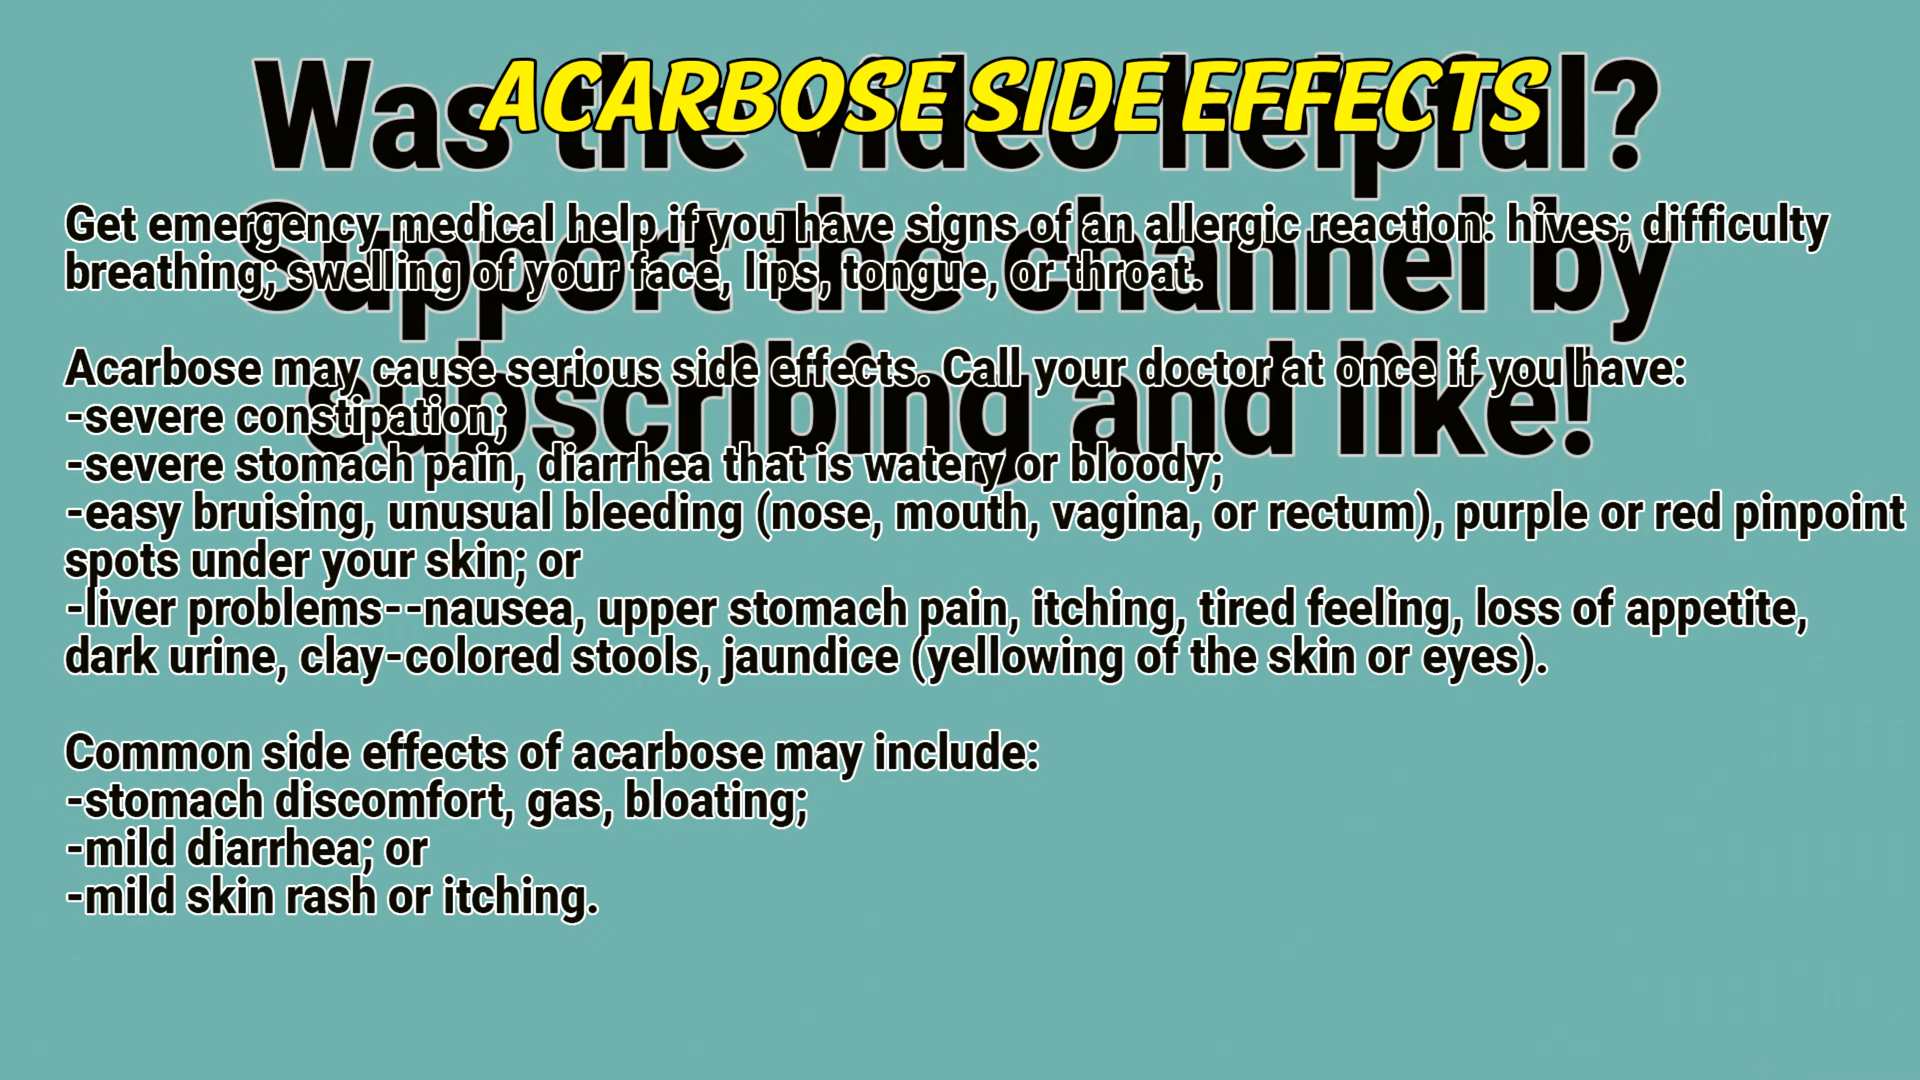 ACARBOSE SIDE EFFECTS
Was the video helpful?
Support the channel by
subscribing and like!
Get emergency medical help if you have signs of an allergic reaction: hives; difficulty
breathing; swelling of your face, lips, tongue, or throat.
Acarbose may cause serious side effects. Call your doctor at once if you have:
-severe constipation;
-severe stomach pain, diarrhea that is watery or bloody;
-easy bruising, unusual bleeding (nose, mouth, vagina, or rectum), purple or red pinpoint
spots under your skin; or
-liver problems--nausea, upper stomach pain, itching, tired feeling, loss of appetite,
dark urine, clay-colored stools, jaundice (yellowing of the skin or eyes).
Common side effects of acarbose may include:
-stomach discomfort, gas, bloating;
-mild diarrhea; or
-mild skin rash or itching.